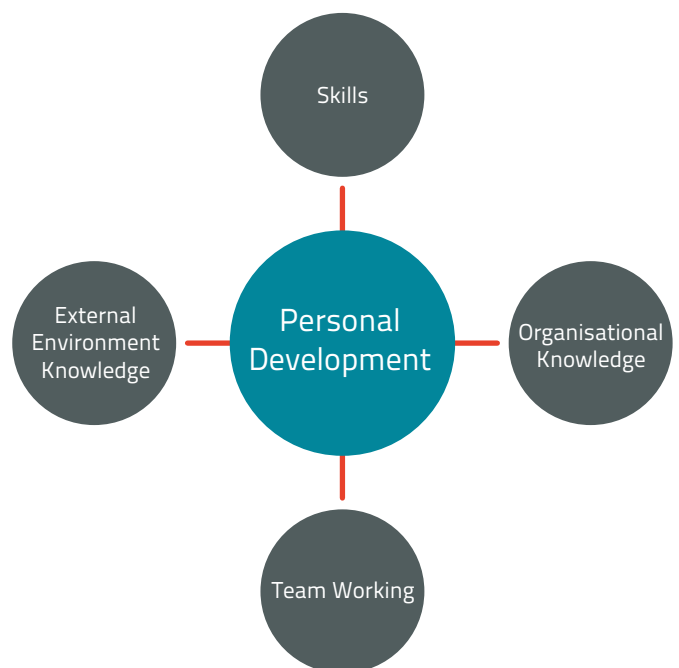 Skills
External
Environment
Knowledge
Personal
Development
Organisational
Knowledge
Team Working